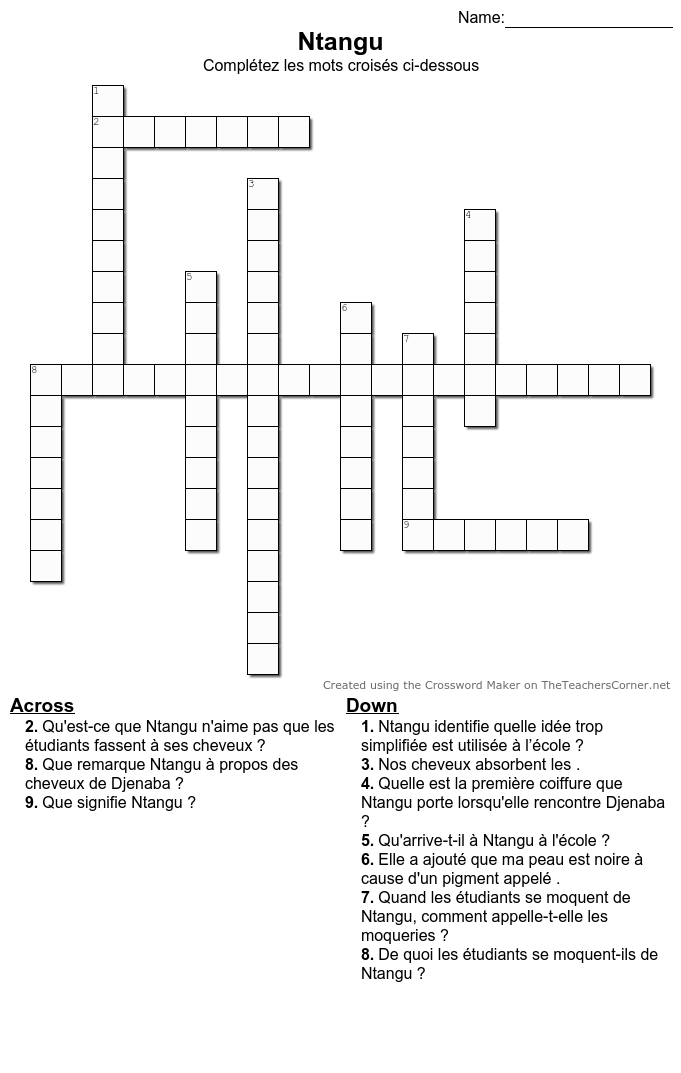 Name:
Ntangu
Complétez les mots croisés ci-dessous
1
2
3
4
5
6
7
8
9
Created using the Crossword Maker on TheTeachersCorner.net
Across
2. Qu'est-ce que Ntangu n'aime pas que les
étudiants fassent à ses cheveux ?
8. Que remarque Ntangu à propos des
cheveux de Djenaba ?
9. Que signifie Ntangu ?
Down
1. Ntangu identifie quelle idée trop
simplifiée est utilisée à l’école ?
3. Nos cheveux absorbent les .
4. Quelle est la première coiffure que
Ntangu porte lorsqu'elle rencontre Djenaba
?
5. Qu'arrive-t-il à Ntangu à l'école ?
6. Elle a ajouté que ma peau est noire à
cause d'un pigment appelé .
7. Quand les étudiants se moquent de
Ntangu, comment appelle-t-elle les
moqueries ?
8. De quoi les étudiants se moquent-ils de
Ntangu ?